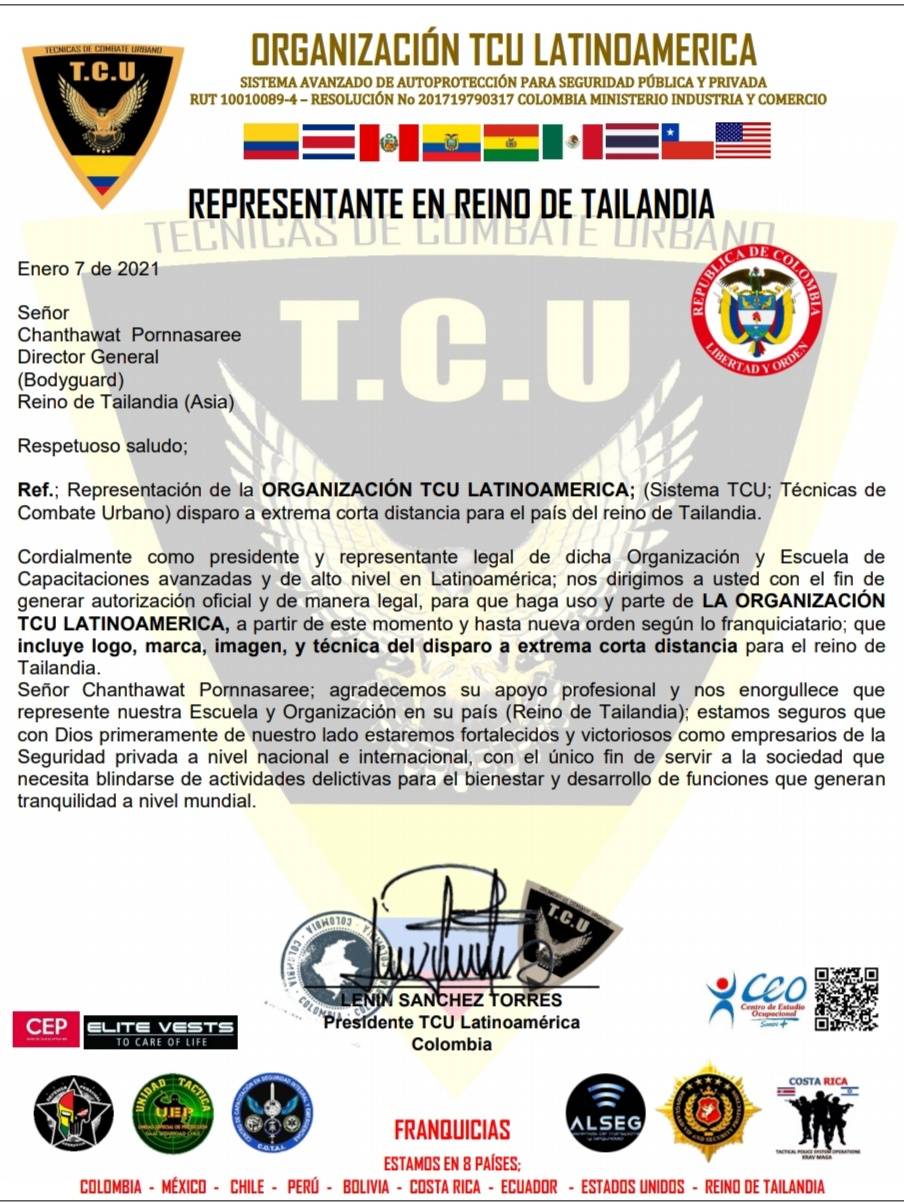 TECNICAS DE COMBATE URBANO
T.C.U
ORGANIZACIÓN TCU LATINOAMERICA
SISTEMA AVANZADO DE AUTOPROTECCIÓN PARA SEGURIDAD PÚBLICA Y PRIVADA
RUT 10010089-4 – RESOLUCIÓN No 201719790317 COLOMBIA MINISTERIO INDUSTRIA Y COMERCIO
REPRESENTANTE EN REINO DE TAILANDIA
TECNICAS DE COMBATE URBANO
T.C.U
REPUBLICA DE COLOMBIA
LIBERTAD Y ORDEN
Enero 7 de 2021
Señor
Chanthawat Pornnasaree
Director General
(Bodyguard)
Reino de Tailandia (Asia)
Respetuoso saludo;
Ref.; Representación de la ORGANIZACIÓN TCU LATINOAMERICA; (Sistema TCU; Técnicas de
Combate Urbano) disparo a extrema corta distancia para el país del reino de Tailandia.
Cordialmente como presidente y representante legal de dicha Organización y Escuela de
Capacitaciones avanzadas y de alto nivel en Latinoamérica; nos dirigimos a usted con el fin de
generar autorización oficial y de manera legal, para que haga uso y parte de LA ORGANIZACIÓN
TCU LATINOAMERICA, a partir de este momento y hasta nueva orden según lo franquiciatario; que
incluye logo, marca, imagen, y técnica del disparo a extrema corta distancia para el reino de
Tailandia.
Señor Chanthawat Pornnasaree; agradecemos su apoyo profesional y nos enorgullece que
represente nuestra Escuela y Organización en su país (Reino de Tailandia); estamos seguros que
con Dios primeramente de nuestro lado estaremos fortalecidos y victoriosos como empresarios de la
Seguridad privada a nivel nacional e internacional, con el único fin de servir a la sociedad que
necesita blindarse de actividades delictivas para el bienestar y desarrollo de funciones que generan
tranquilidad a nivel mundial.
COLOMBIA
T.C.U
LENIN SANCHEZ TORRES
Presidente TCU Latinoamérica
Colombia
CEP
ELITE VESTS
TO CARE OF LIFE
CEO
Centro de Estudio
Ocupacional
UNIDAD TACTICA
U.E.P
ALSEG
COSTA RICA
TACTICAL POLICE SYSTEM OPERATIONS
KRAV MAGA
FRANQUICIAS
ESTAMOS EN 8 PAÍSES;
COLOMBIA - MÉXICO - CHILE - PERÚ - BOLIVIA - COSTA RICA - ECUADOR - ESTADOS UNIDOS - REINO DE TAILANDIA